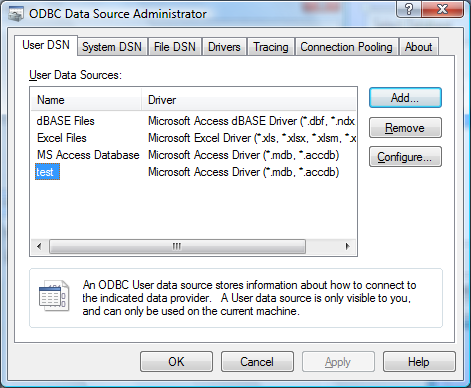 ODBC Data Source Administrator
User DSN System DSN File DSN Drivers Tracing Connection Pooling About
User Data Sources:
Name Driver
dBASE Files Microsoft Access dBASE Driver (*.dbf, *.ndx
Excel Files Microsoft Excel Driver (*.xls, *.xlsx, *.xlsm, *.x
MS Access Database Microsoft Access Driver (*.mdb, *.accdb)
test Microsoft Access Driver (*.mdb, *.accdb)
Add...
Remove
Configure...
An ODBC User data source stores information about how to connect to
the indicated data provider. A User data source is only visible to you,
and can only be used on the current machine.
OK Cancel Apply Help